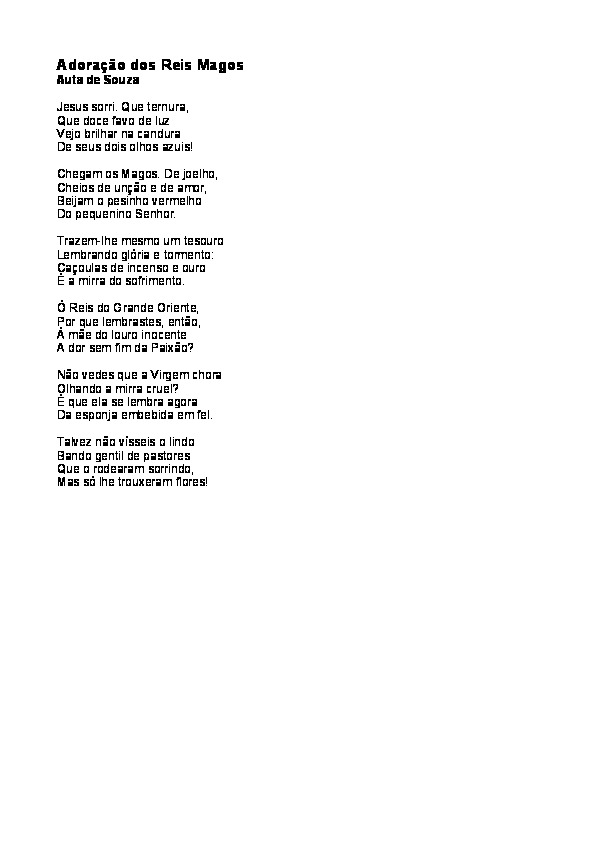 Adoração dos Reis Magos
Auta de Souza
Jesus sorri. Que ternura,
Que doce favo de luz
Vejo brilhar na candura
De seus dois olhos azuis!
Chegam os Magos. De joelho,
Cheios de unção e de amor,
Beijam o pesinho vermelho
Do pequenino Senhor.
Trazem-lhe mesmo um tesouro
Lembrando glória e tormento:
Caçoulas de incenso e ouro
E a mirra do sofrimento.
Ó Reis do Grande Oriente,
Por que lembrastes, então,
À mãe do louro inocente
A dor sem fim da Paixão?
Não vedes que a Virgem chora
Olhando a mirra cruel?
É que ela se lembra agora
Da esponja embebida em fel.
Talvez não vísseis o lindo
Bando gentil de pastores
Que o rodearam sorrindo,
Mas só lhe trouxeram flores!